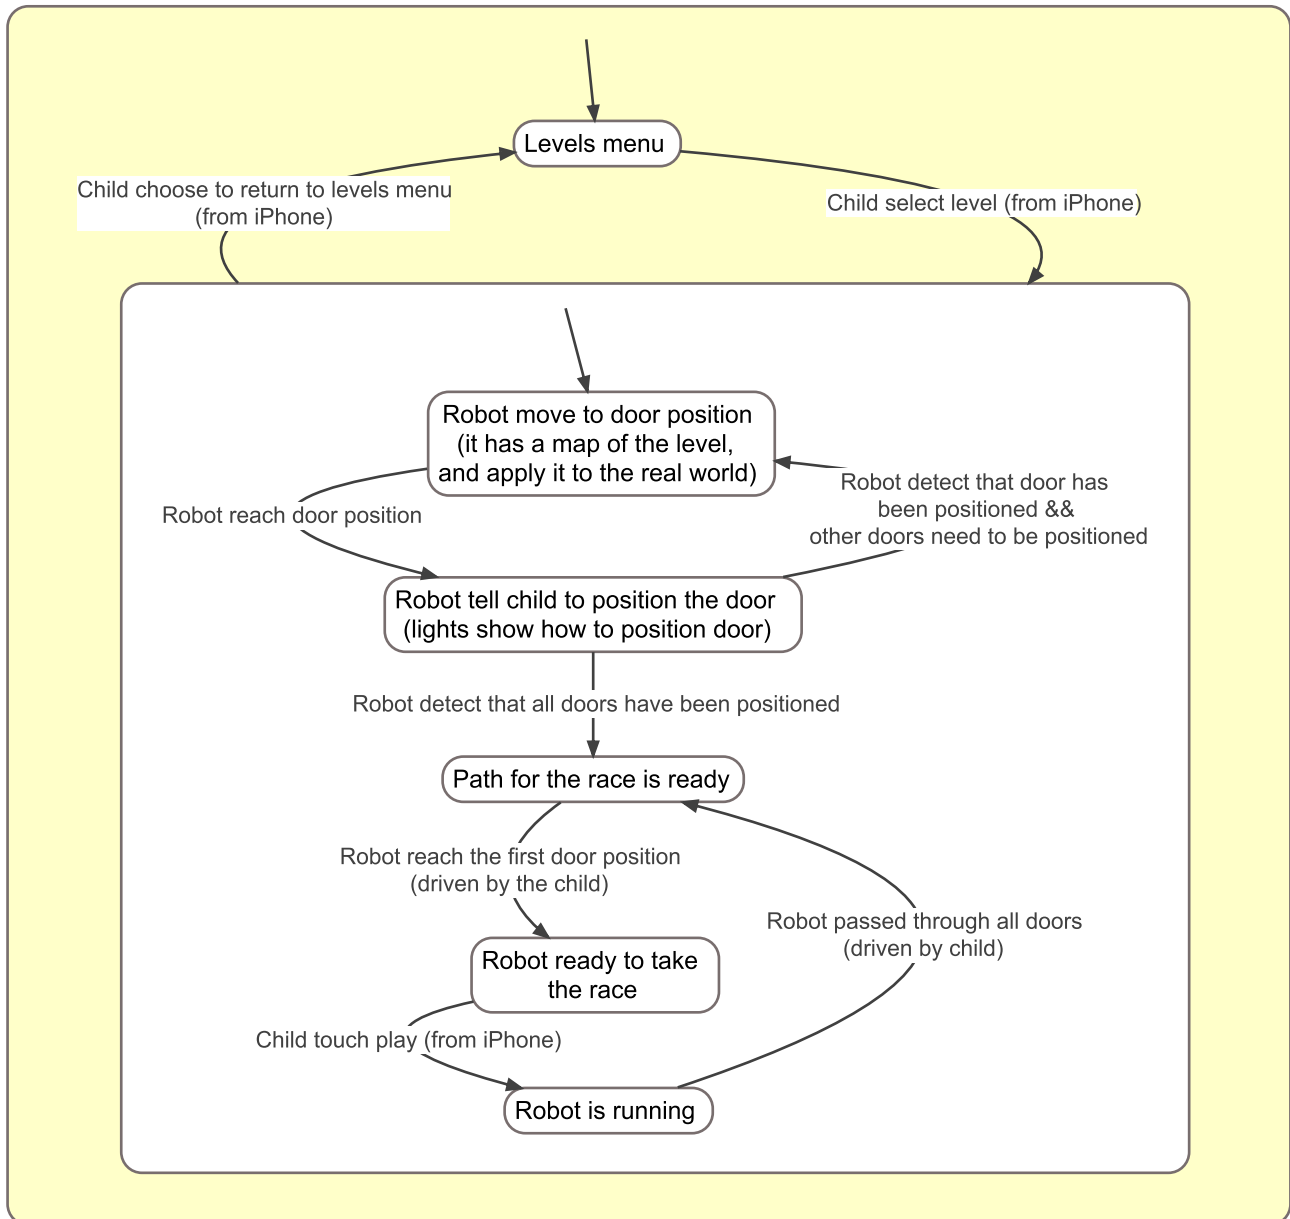 Levels menu
Child choose to return to levels menu
(from iPhone)
Child select level (from iPhone)
Robot move to door position
(it has a map of the level,
and apply it to the real world)
Robot reach door position
Robot detect that door has
been positioned &&
other doors need to be positioned
Robot tell child to position the door
(lights show how to position door)
Robot detect that all doors have been positioned
Path for the race is ready
Robot reach the first door position
(driven by the child)
Robot passed through all doors
(driven by child)
Robot ready to take
the race
Child touch play (from iPhone)
Robot is running